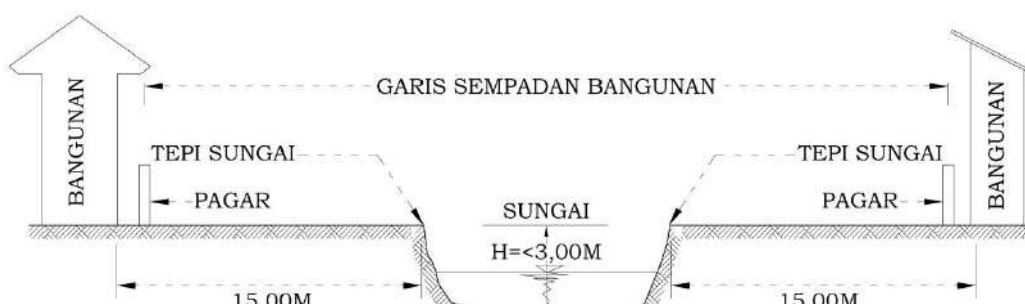 BANGUNAN
GARIS SEMPADAN BANGUNAN
BANGUNAN
TEPI SUNGAI
TEPI SUNGAI
PAGAR
SUNGAI
PAGAR
H=<3,00M
15,00M
15,00M